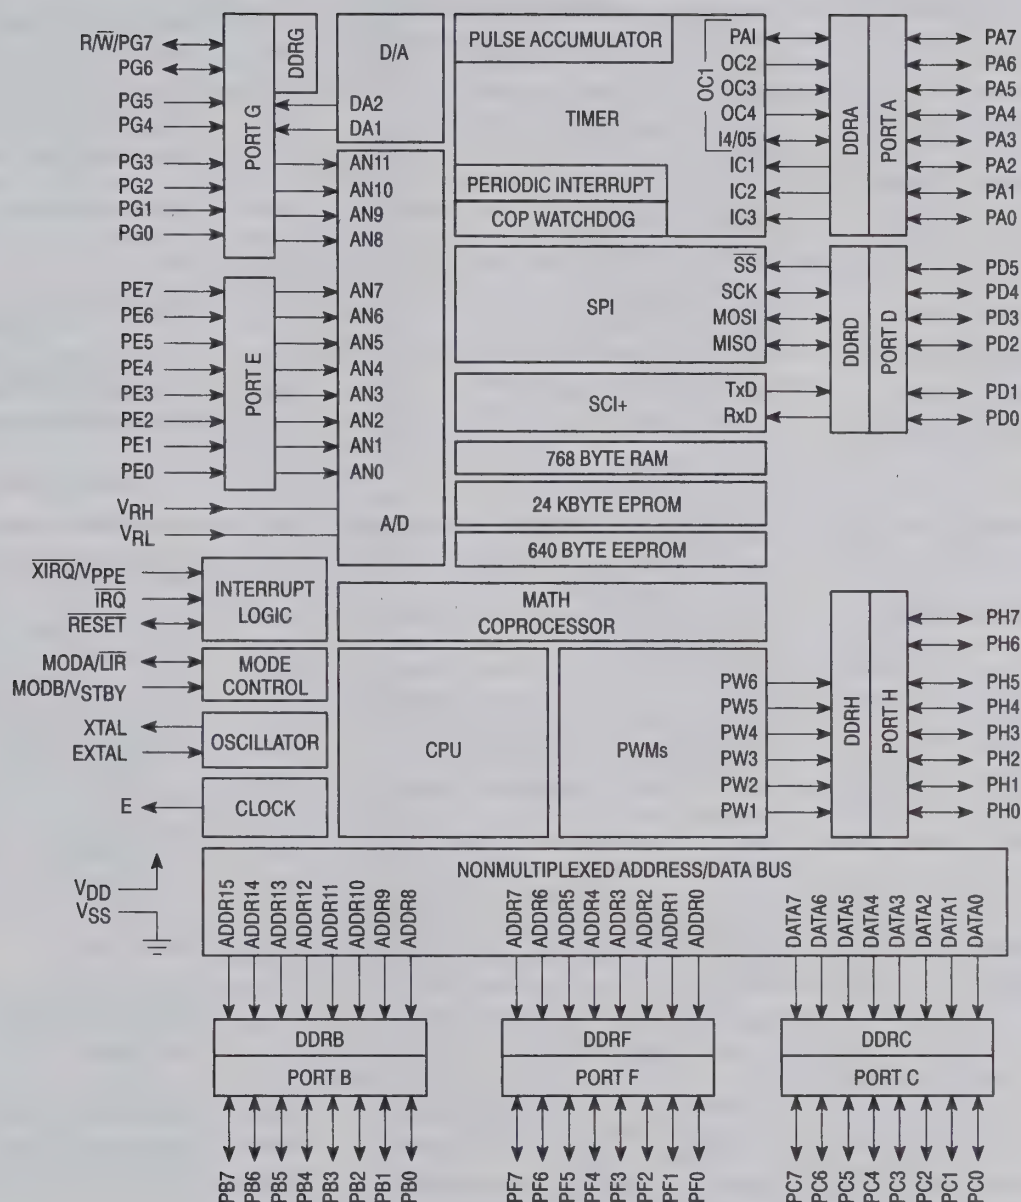 R/W/PG7
PG6
PG5
PG4
PG3
PG2
PG1
PG0
PORT G
DDRG
D/A
DA2
DA1
AN11
AN10
AN9
AN8
PE7
PE6
PE5
PE4
PE3
PE2
PE1
PE0
PORT E
AN7
AN6
AN5
AN4
AN3
AN2
AN1
AN0
VRH
VRL
A/D
PULSE ACCUMULATOR
TIMER
PERIODIC INTERRUPT
COP WATCHDOG
OC1
PAI
OC2
OC3
OC4
I4/05
IC1
IC2
IC3
DDRA
PORT A
PA7
PA6
PA5
PA4
PA3
PA2
PA1
PA0
SPI
SS
SCK
MOSI
MISO
SCI+
TxD
RxD
DDRD
PORT D
PD5
PD4
PD3
PD2
PD1
PD0
768 BYTE RAM
24 KBYTE EPROM
640 BYTE EEPROM
XIRQ/VPPE
IRQ
RESET
INTERRUPT
LOGIC
MODA/LIR
MODB/VSTBY
MODE
CONTROL
XTAL
EXTAL
OSCILLATOR
E
CLOCK
VDD
VSS
MATH
COPROCESSOR
CPU
PWMs
PW6
PW5
PW4
PW3
PW2
PW1
DDRH
PORT H
PH7
PH6
PH5
PH4
PH3
PH2
PH1
PH0
NONMULTIPLEXED ADDRESS/DATA BUS
ADDR15
ADDR14
ADDR13
ADDR12
ADDR11
ADDR10
ADDR9
ADDR8
ADDR7
ADDR6
ADDR5
ADDR4
ADDR3
ADDR2
ADDR1
ADDR0
DATA7
DATA6
DATA5
DATA4
DATA3
DATA2
DATA1
DATA0
DDRB
PORT B
DDRF
PORT F
DDRC
PORT C
PB7
PB6
PB5
PB4
PB3
PB2
PB1
PB0
PF7
PF6
PF5
PF4
PF3
PF2
PF1
PF0
PC7
PC6
PC5
PC4
PC3
PC2
PC1
PC0